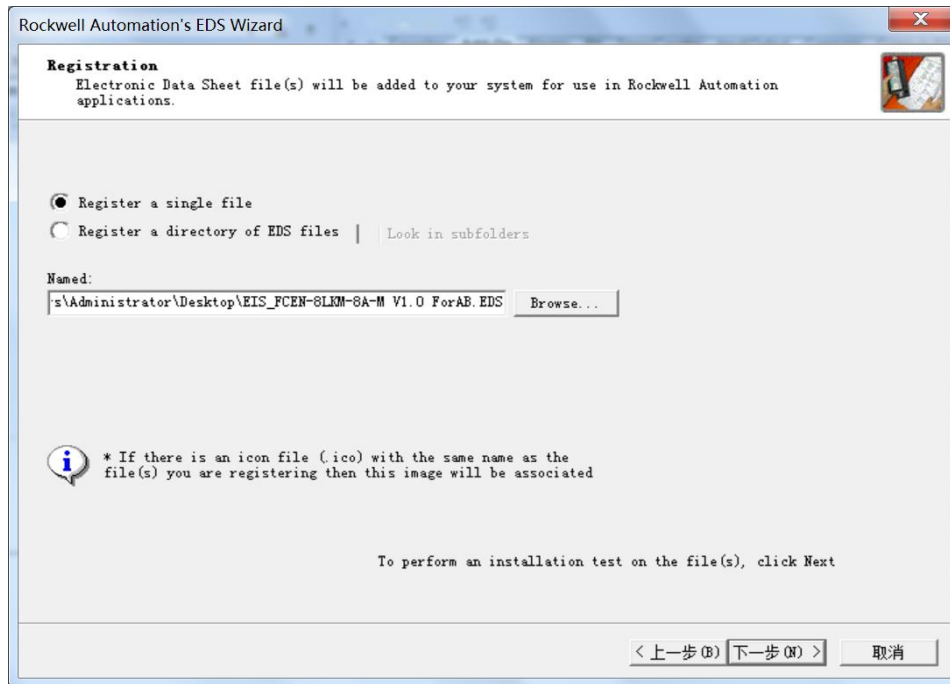 Rockwell Automation's EDS Wizard
Registration
Electronic Data Sheet file(s) will be added to your system for use in Rockwell Automation
applications.
Register a single file
Register a directory of EDS files
Look in subfolders
Named:
s\Administrator\Desktop\EIS_FCEN-8LKM-8A-M V1.0 ForAB.EDS
Browse...
* If there is an icon file (.ico) with the same name as the
file(s) you are registering then this image will be associated
To perform an installation test on the file(s), click Next
< 上一步(B)
下一步(N) >
取消